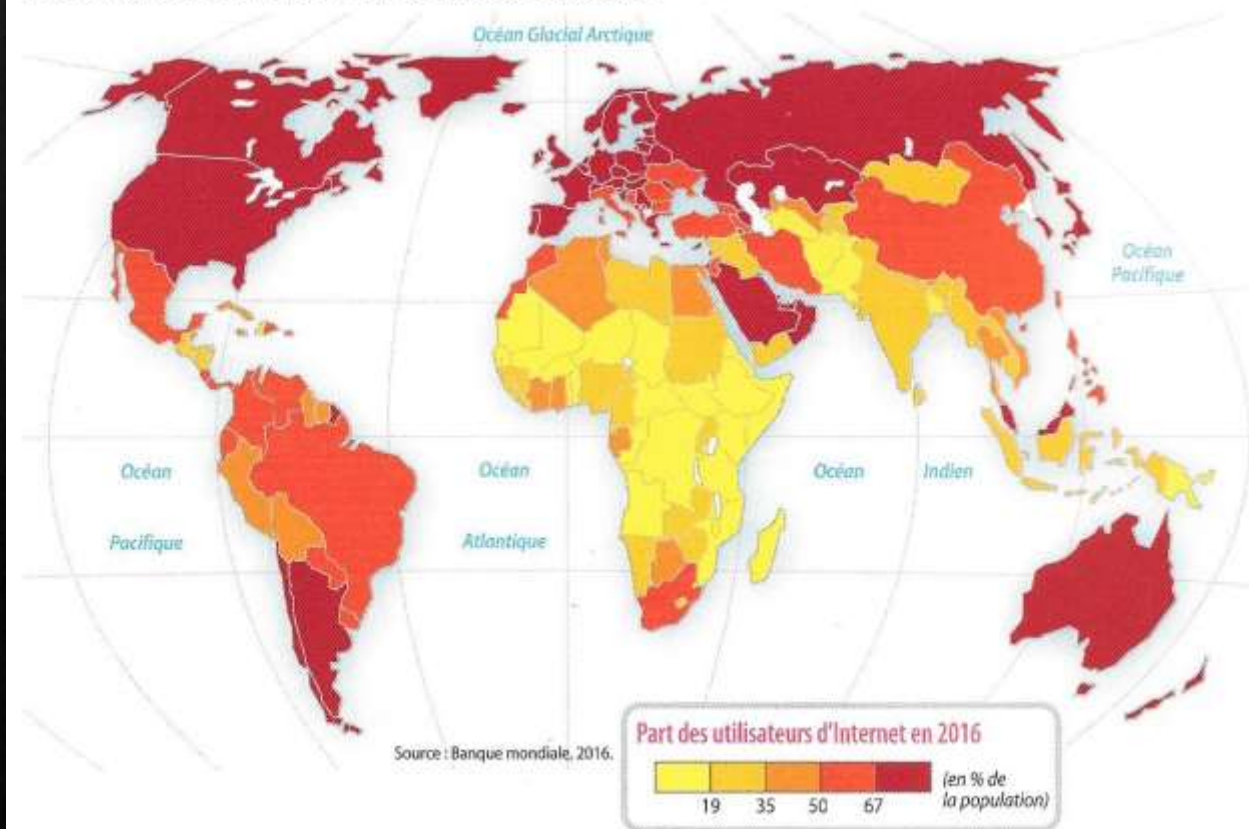 Océan Glacial Arctique
Océan
Pacifique
Océan
Pacifique
Océan
Atlantique
Océan
Indien
Source : Banque mondiale, 2016.
Part des utilisateurs d'Internet en 2016
19 35 50 67
(en % de
la population)